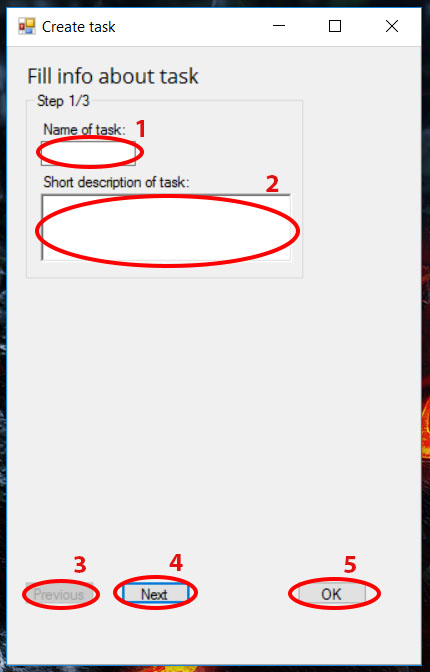 Create task
Fill info about task
Step 1/3
Name of task: 1
Short description of task: 2
3 4 5
Previous Next OK